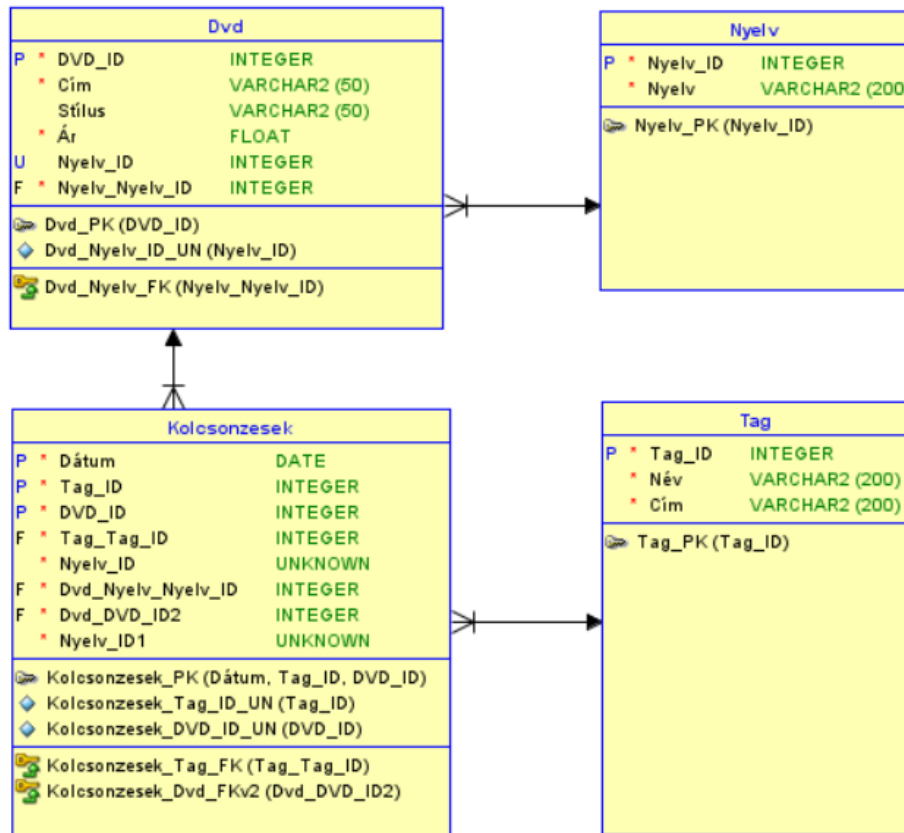 Dvd
P * DVD_ID INTEGER
* Cím VARCHAR2 (50)
Stílus VARCHAR2 (50)
* Ár FLOAT
U Nyelv_ID INTEGER
F * Nyelv_Nyelv_ID INTEGER
Dvd_PK (DVD_ID)
Dvd_Nyelv_ID_UN (Nyelv_ID)
Dvd_Nyelv_FK (Nyelv_Nyelv_ID)
Nyelv
P * Nyelv_ID INTEGER
* Nyelv VARCHAR2 (200
Nyelv_PK (Nyelv_ID)
Kolcsonzesek
P * Dátum DATE
P * Tag_ID INTEGER
P * DVD_ID INTEGER
F * Tag_Tag_ID INTEGER
* Nyelv_ID UNKNOWN
F * Dvd_Nyelv_Nyelv_ID INTEGER
F * Dvd_DVD_ID2 INTEGER
* Nyelv_ID1 UNKNOWN
Kolcsonzesek_PK (Dátum, Tag_ID, DVD_ID)
Kolcsonzesek_Tag_ID_UN (Tag_ID)
Kolcsonzesek_DVD_ID_UN (DVD_ID)
Kolcsonzesek_Tag_FK (Tag_Tag_ID)
Kolcsonzesek_Dvd_FKv2 (Dvd_DVD_ID2)
Tag
P * Tag_ID INTEGER
* Név VARCHAR2 (200)
* Cím VARCHAR2 (200)
Tag_PK (Tag_ID)